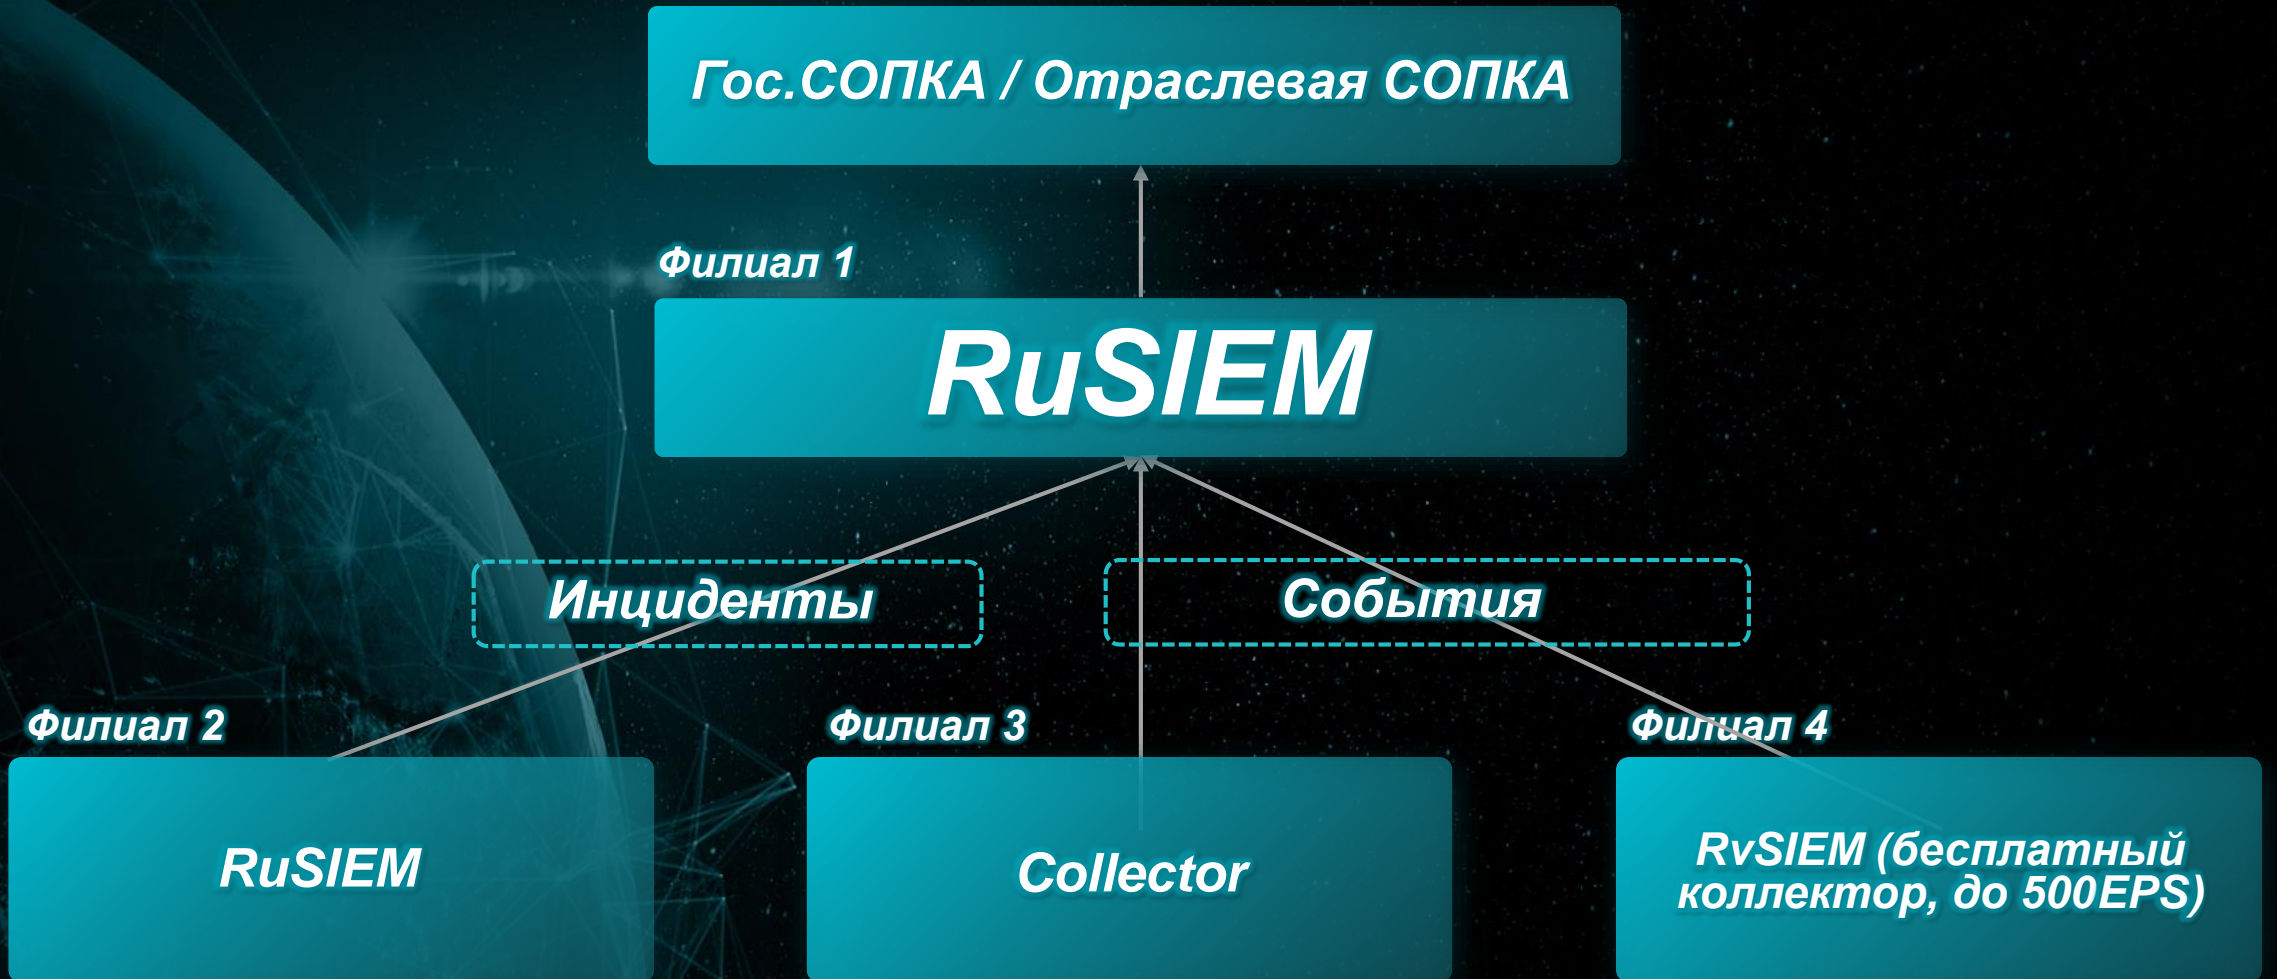 Гос.СОПКА / Отраслевая СОПКА
Филиал 1
RuSIEM
Инциденты
События
Филиал 2
Филиал 3
Филиал 4
RuSIEM
Collector
RvSIEM (бесплатный
коллектор, до 500EPS)